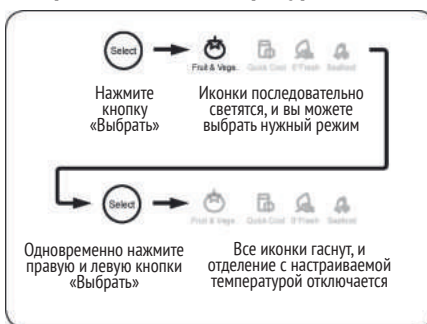 Select
Fruit & Vege.
Quick Cool
0°Fresh
Seafood
Нажмите
кнопку
«Выбрать»
Иконки последовательно
светятся, и вы можете
выбрать нужный режим
Select
Fruit & Vege.
Quick Cool
0°Fresh
Seafood
Одновременно нажмите
правую и левую кнопки
«Выбрать»
Все иконки гаснут, и
отделение с настраиваемой
температурой отключается